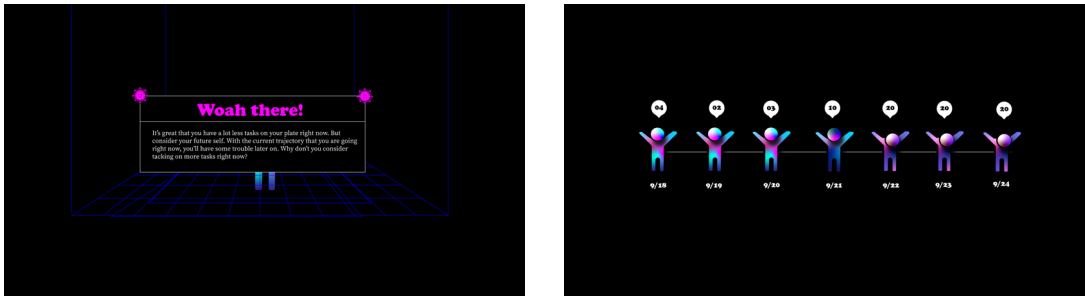 Woah there!
It's great that you have a lot less tasks on your plate right now. But
consider your future self. With the current trajectory that you are going
right now, you'll have some trouble later on. Why don't you consider
tacking on more tasks right now?
04 02 03 10 20 20 20
9/18 9/19 9/20 9/21 9/22 9/23 9/24